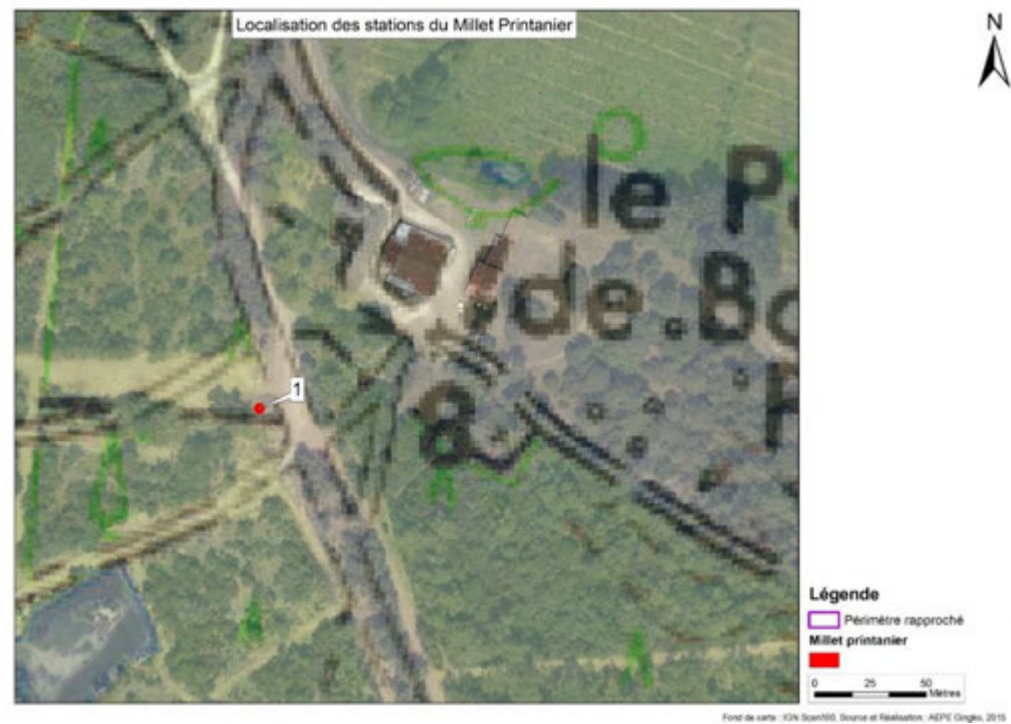 Localisation des stations du Millet Printanier
N
le P
de Bo
1
a
Légende
Périmètre rapproché
Millet printanier
0 25 50
Mètres
Fond de carte : IGN Scan100, Source et Réalisation : AEPE Gingko, 2015